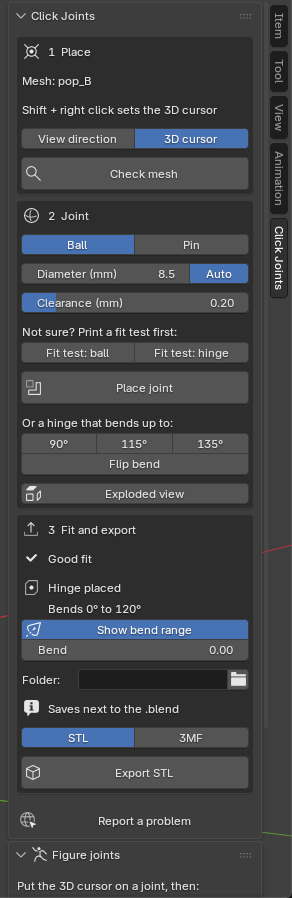 Click Joints
1 Place
Mesh: pop_B
Shift + right click sets the 3D cursor
View direction 3D cursor
Check mesh
2 Joint
Ball Pin
Diameter (mm) 8.5 Auto
Clearance (mm) 0.20
Not sure? Print a fit test first:
Fit test: ball Fit test: hinge
Place joint
Or a hinge that bends up to:
90° 115° 135°
Flip bend
Exploded view
3 Fit and export
Good fit
Hinge placed
Bends 0° to 120°
Show bend range
Bend 0.00
Folder:
Saves next to the .blend
STL 3MF
Export STL
Report a problem
Figure joints
Put the 3D cursor on a joint, then:
Item
Tool
View
Animation
Click Joints